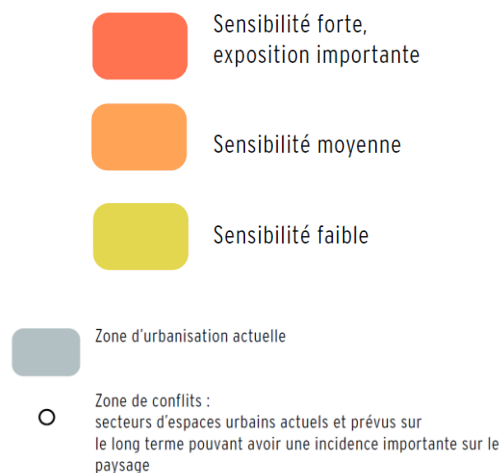 Sensibilité forte,
exposition importante
Sensibilité moyenne
Sensibilité faible
Zone d'urbanisation actuelle
Zone de conflits :
secteurs d'espaces urbains actuels et prévus sur
le long terme pouvant avoir une incidence importante sur le
paysage